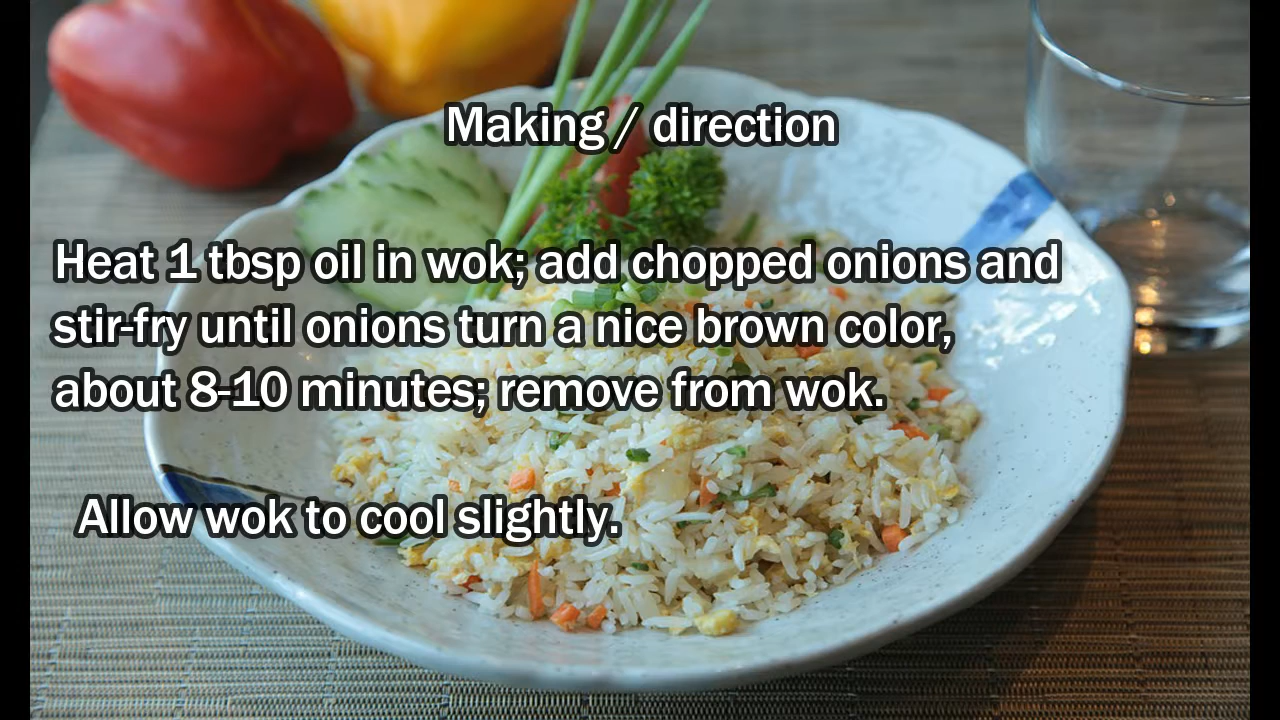 Making / direction
Heat 1 tbsp oil in wok; add chopped onions and
stir-fry until onions turn a nice brown color,
about 8-10 minutes; remove from wok.
Allow wok to cool slightly.